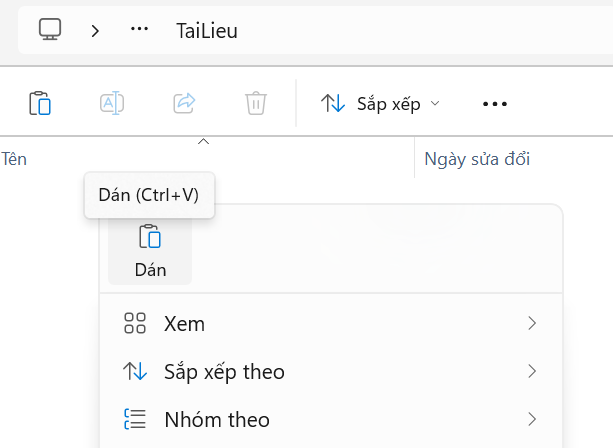 TaiLieu
Sắp xếp
Tên
Ngày sửa đổi
Dán (Ctrl+V)
Dán
Xem
Sắp xếp theo
Nhóm theo